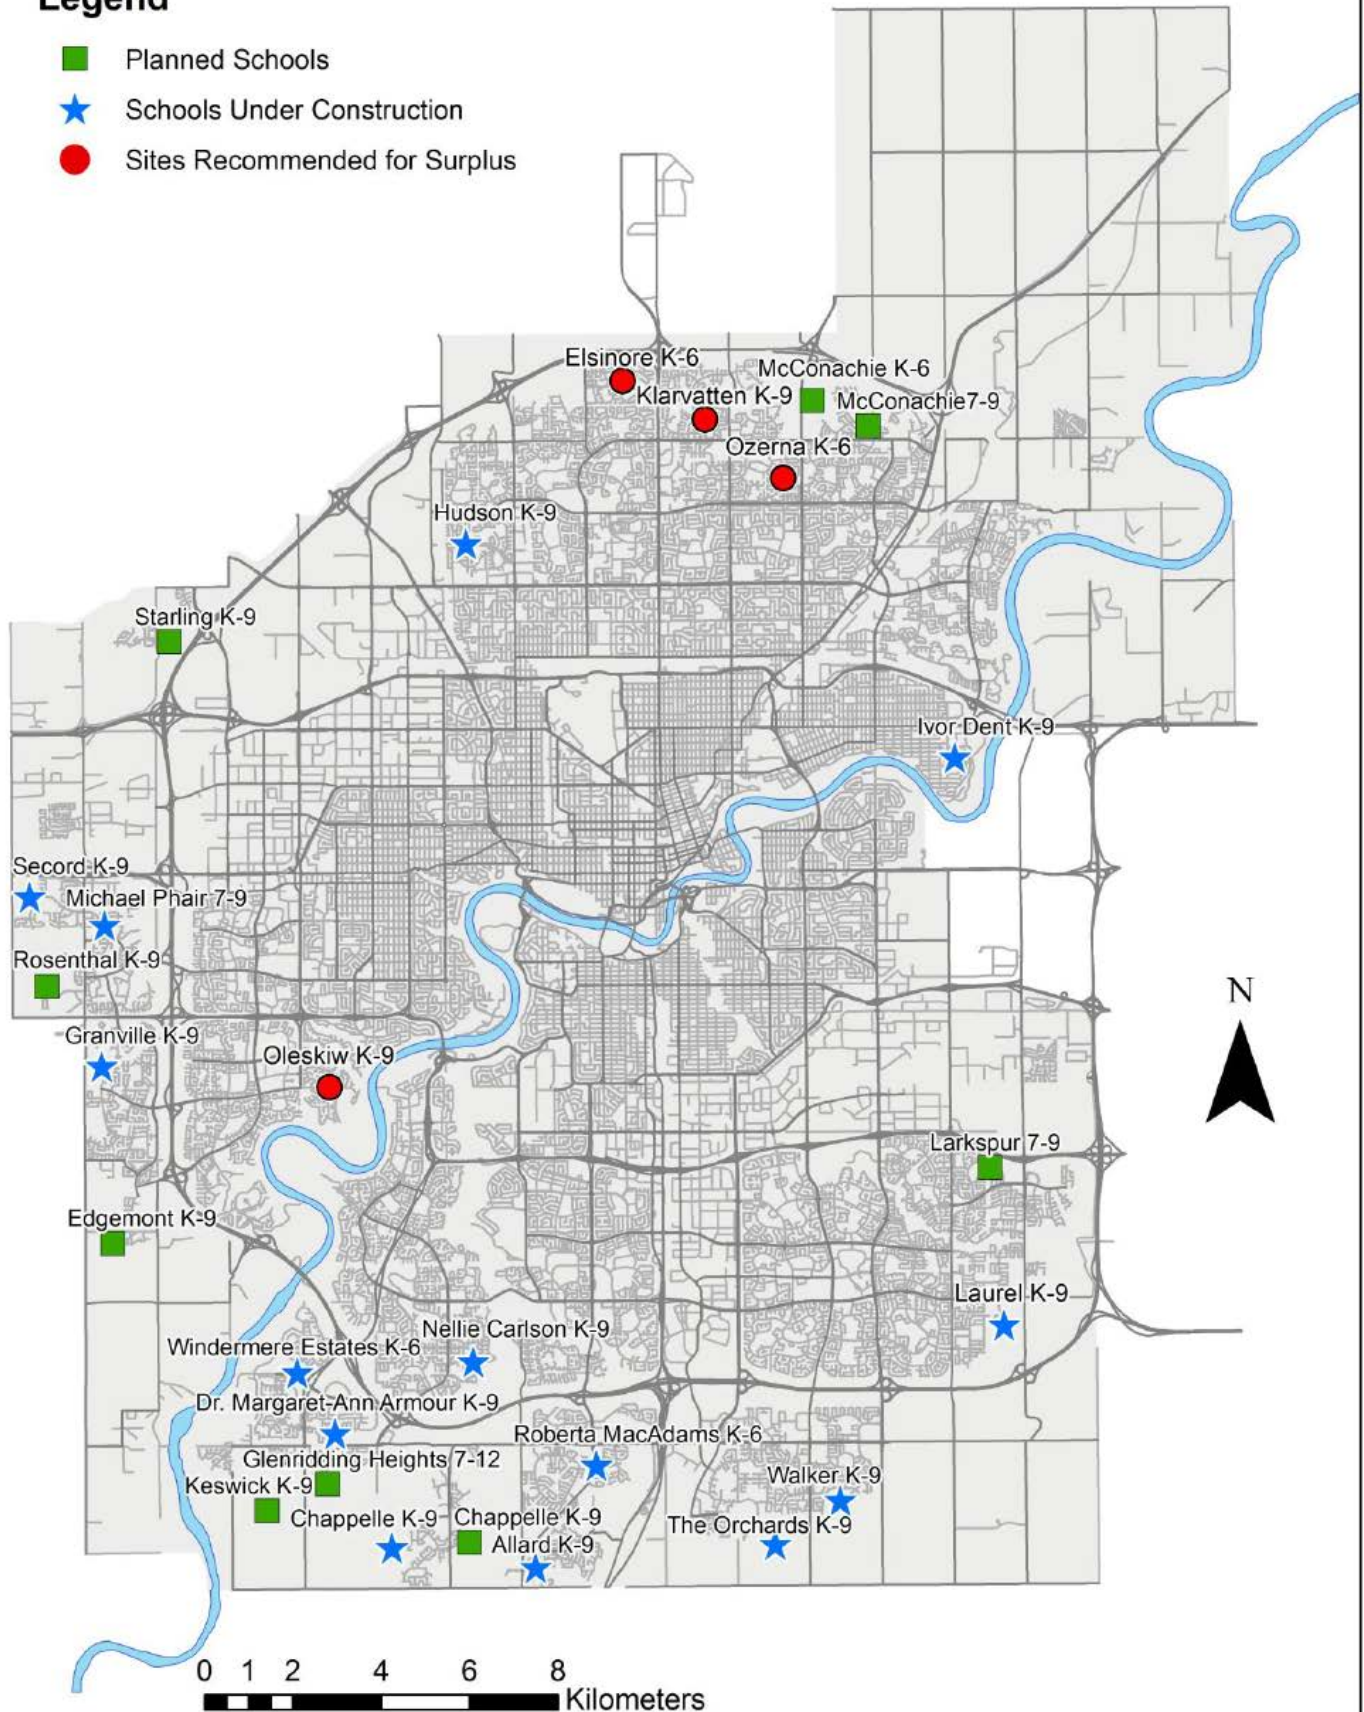 Legend
Planned Schools
Schools Under Construction
Sites Recommended for Surplus
Elsinore K-6
McConachie K-6
Klarvatten K-9
McConachie7-9
Ozerna K-6
Hudson K-9
Starling K-9
Ivor Dent K-9
Secord K-9
Michael Phair 7-9
Rosenthal K-9
N
Granville K-9
Oleskiw K-9
Larkspur 7-9
Edgemont K-9
Laurel K-9
Nellie Carlson K-9
Windermere Estates K-6
Dr. Margaret-Ann Armour K-9
Roberta MacAdams K-6
Glenridding Heights 7-12
Walker K-9
Keswick K-9
Chappelle K-9
Chappelle K-9
The Orchards K-9
Allard K-9
0 1 2 4 6 8
Kilometers